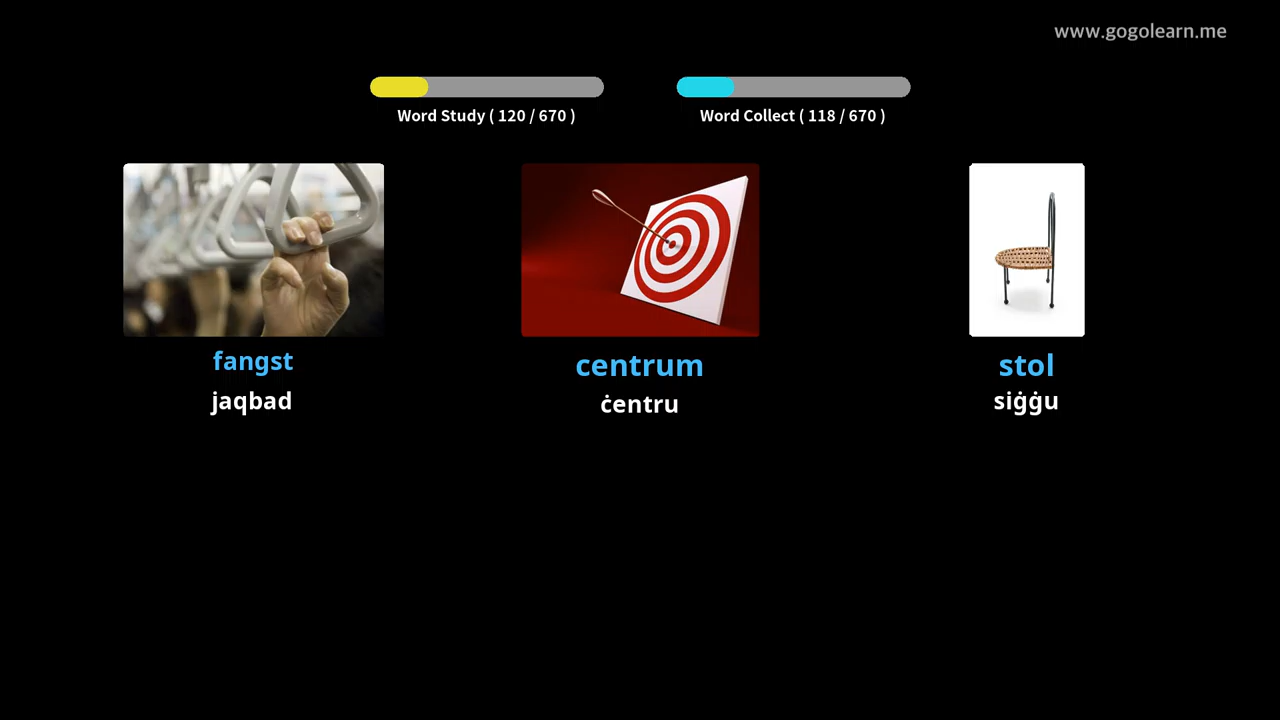 www.gogolearn.me
Word Study ( 120 / 670 )
Word Collect ( 118 / 670 )
fangst
jaqbad
centrum
ċentru
stol
siġġu